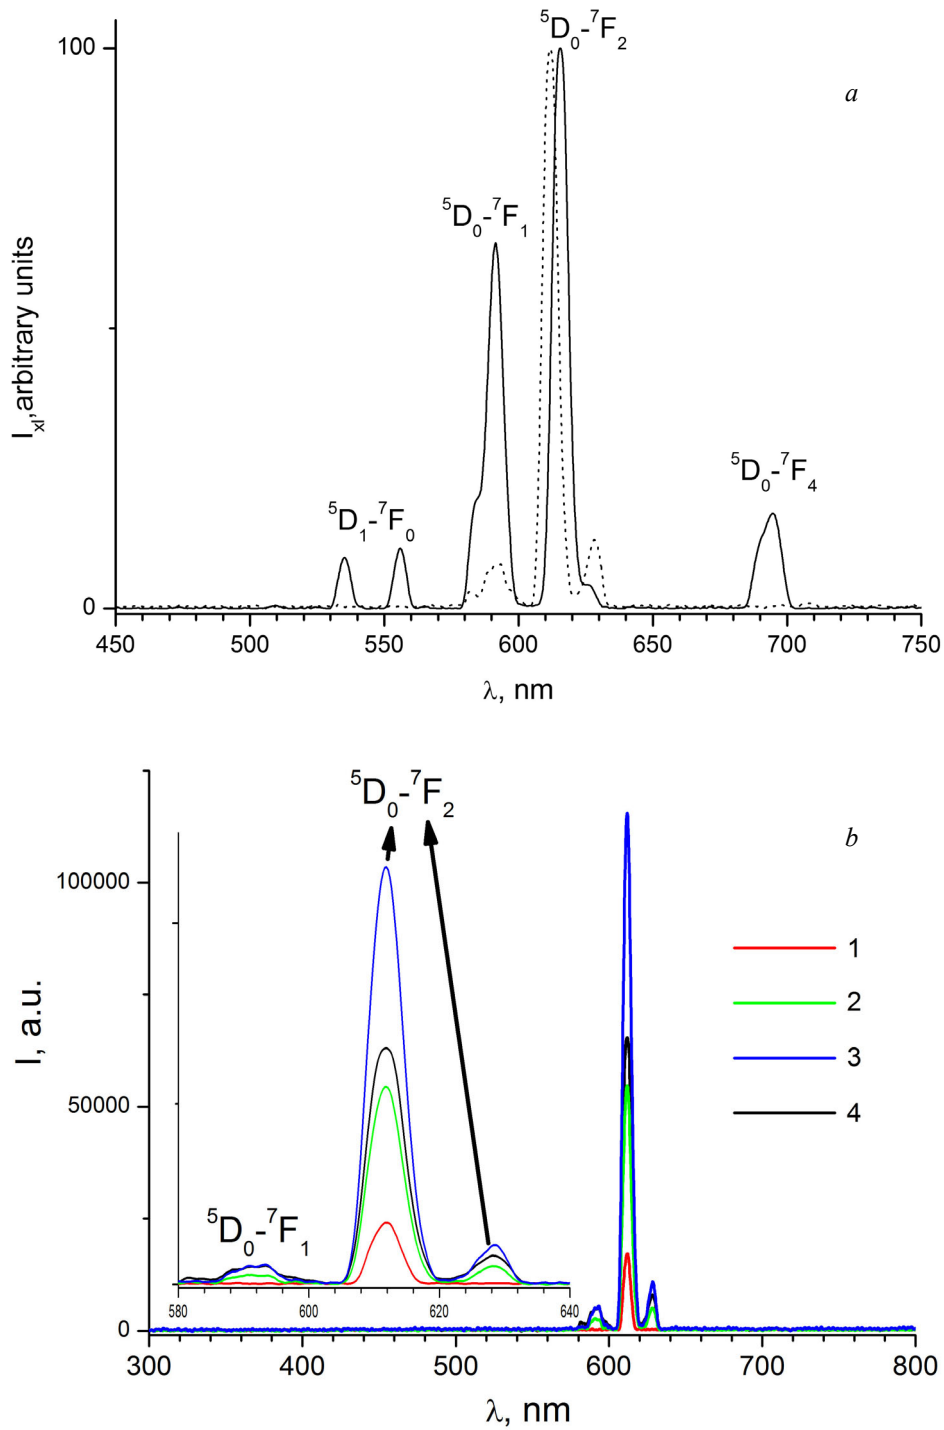 ⁵D₀-⁷F₂
100
a
⁵D₀-⁷F₁
I_xl, arbitrary units
⁵D₀-⁷F₄
⁵D₁-⁷F₀
0
450 500 550 600 650 700 750
λ, nm
⁵D₀-⁷F₂
b
100000
1
2
I, a.u.
3
50000
4
⁵D₀-⁷F₁
580 600 620 640
0
300 400 500 600 700 800
λ, nm